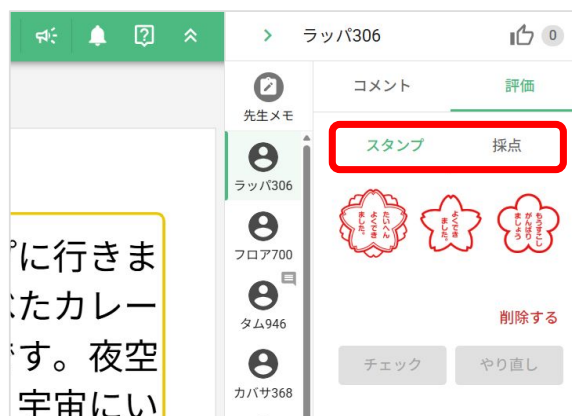 ラッパ306
0
先生メモ
ラッパ306
フロア700
タム946
カバサ368
コメント
評価
スタンプ
採点
たいへん
よくでき
ました。
よくでき
ました。
もうすこし
がんばり
ましょう
削除する
チェック
やり直し
に行きま
たカレー
す。夜空
宇宙にい